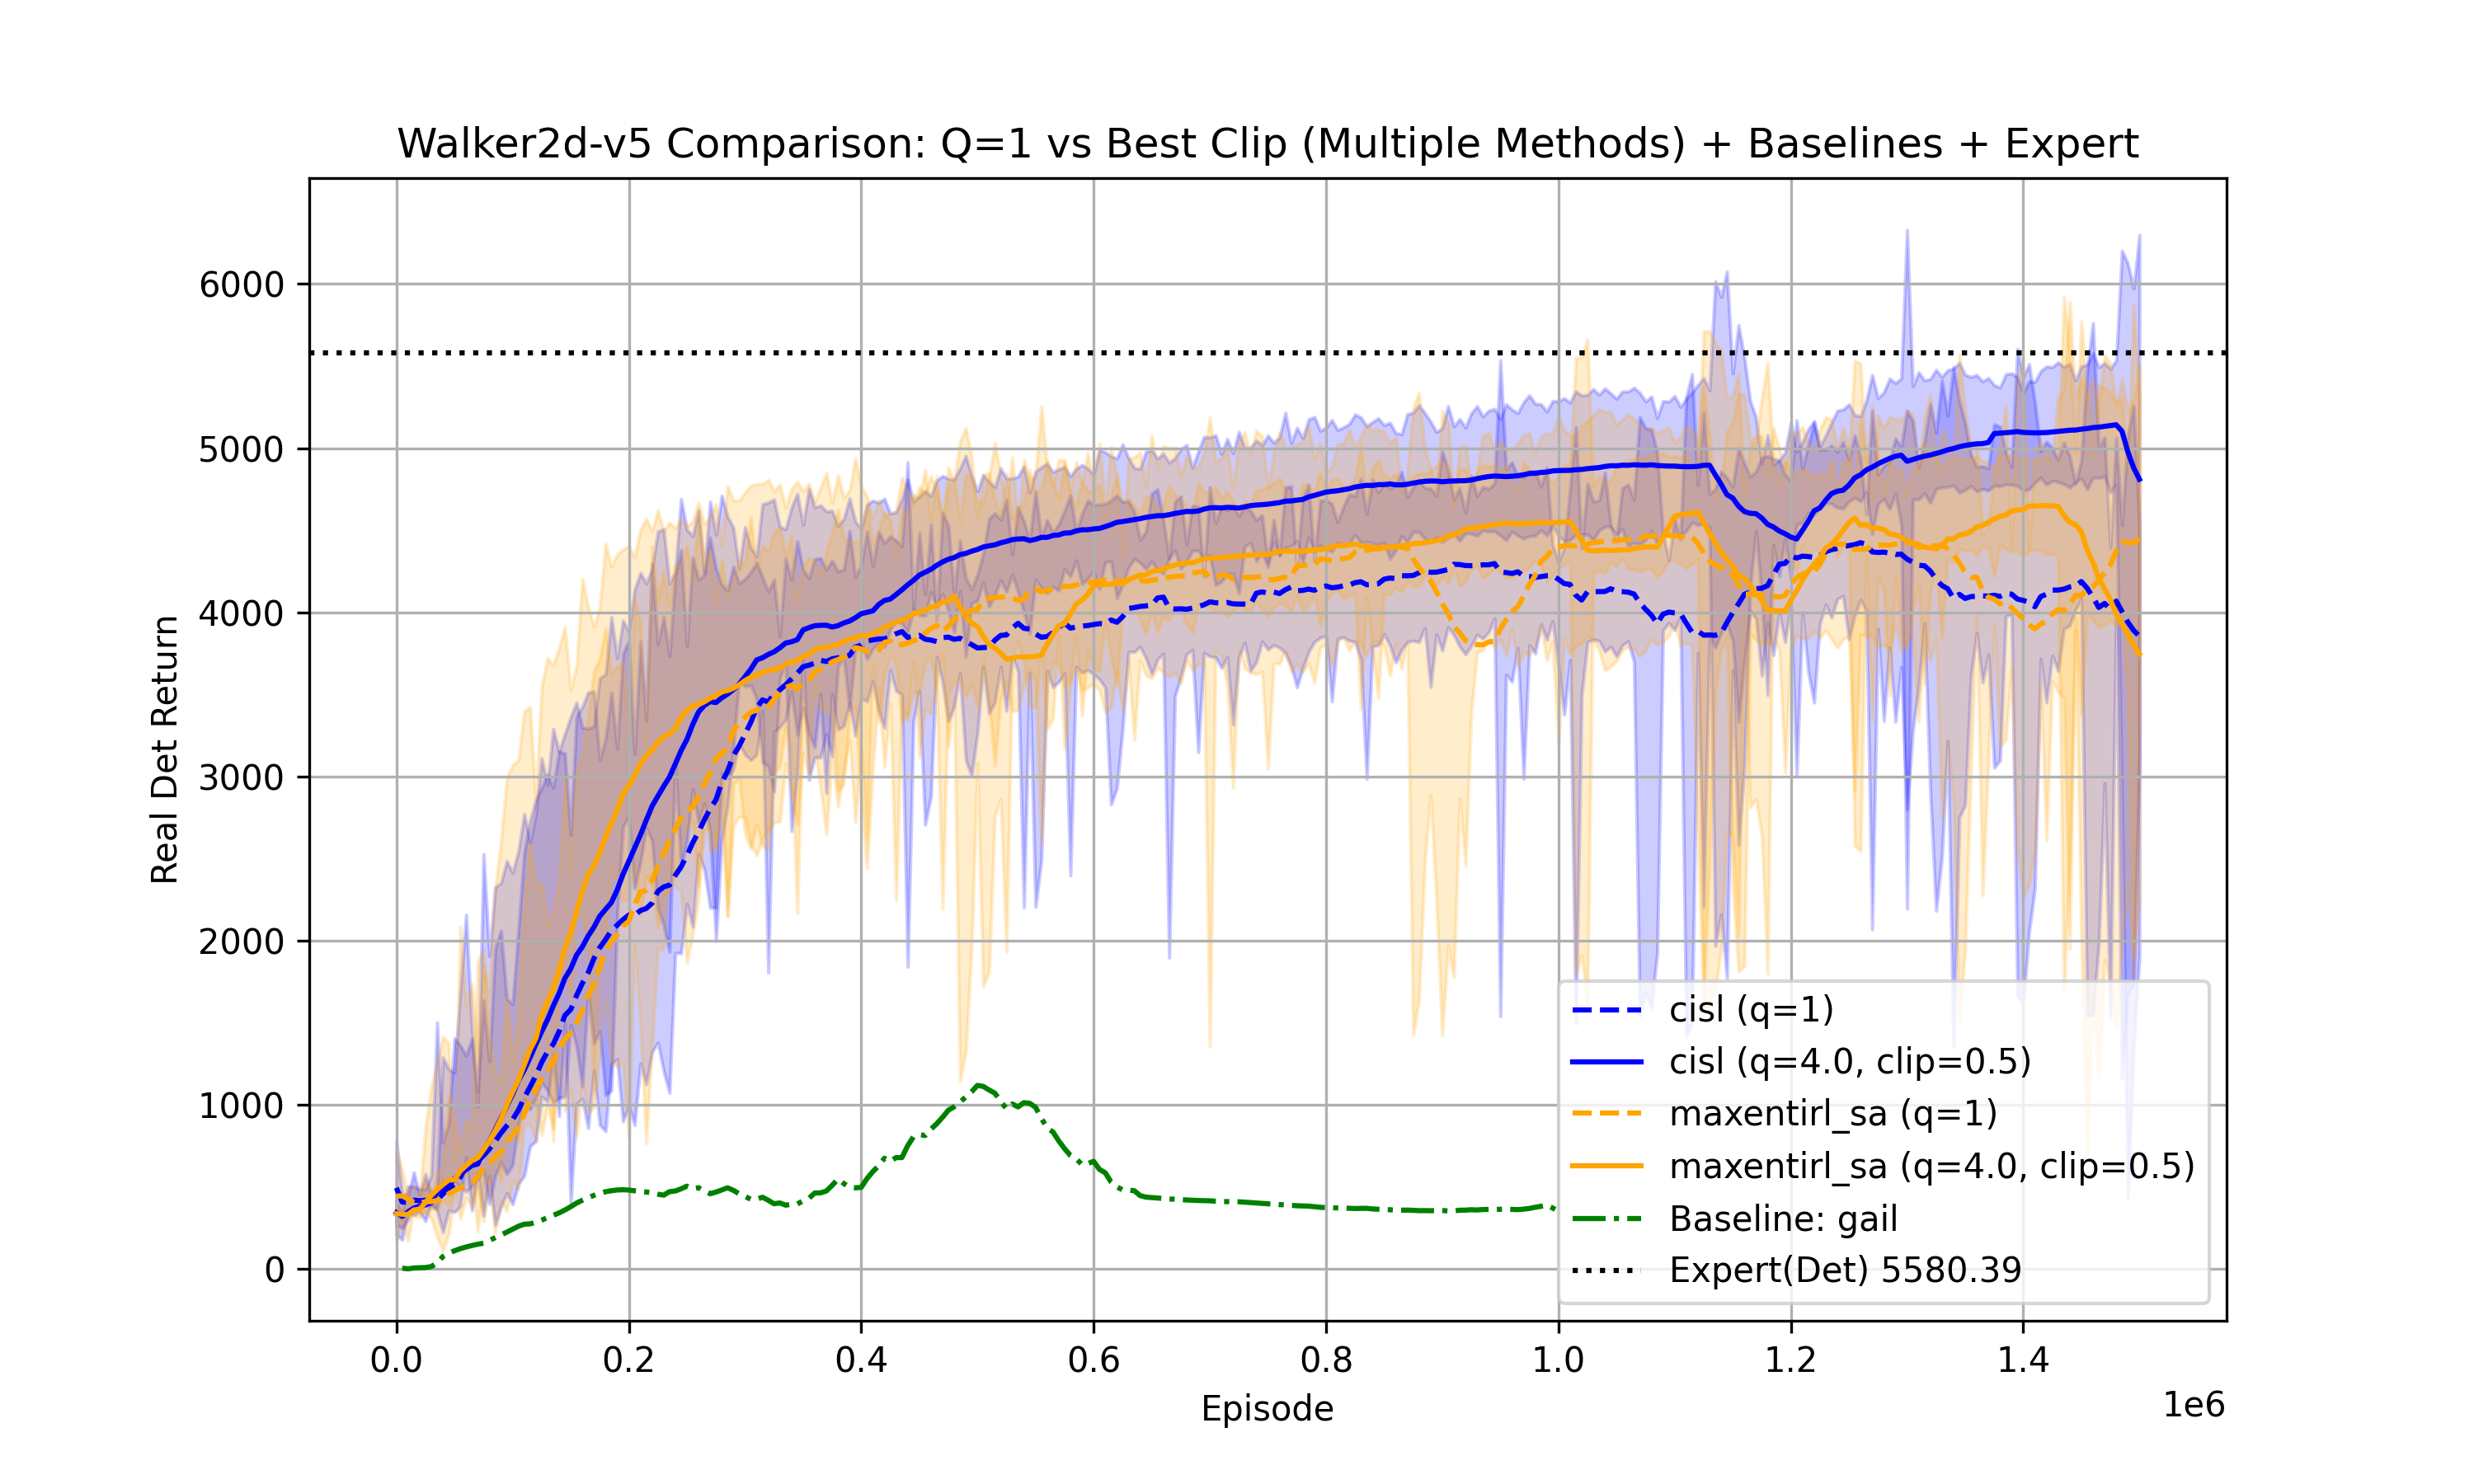 Walker2d-v5 Comparison: Q=1 vs Best Clip (Multiple Methods) + Baselines + Expert
Real Det Return
6000
5000
4000
3000
2000
1000
0
cisl (q=1)
cisl (q=4.0, clip=0.5)
maxentirl_sa (q=1)
maxentirl_sa (q=4.0, clip=0.5)
Baseline: gail
Expert(Det) 5580.39
0.0 0.2 0.4 0.6 0.8 1.0 1.2 1.4
1e6
Episode